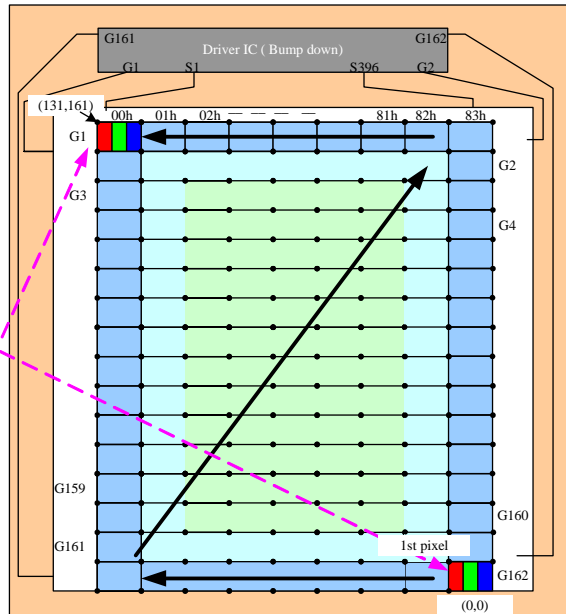 G161 G162
Driver IC ( Bump down)
G1 S1 S396 G2
(131,161)
00h 01h 02h 81h 82h 83h
G1
G2
G3
G4
G159
G160
G161
1st pixel
G162
(0,0)